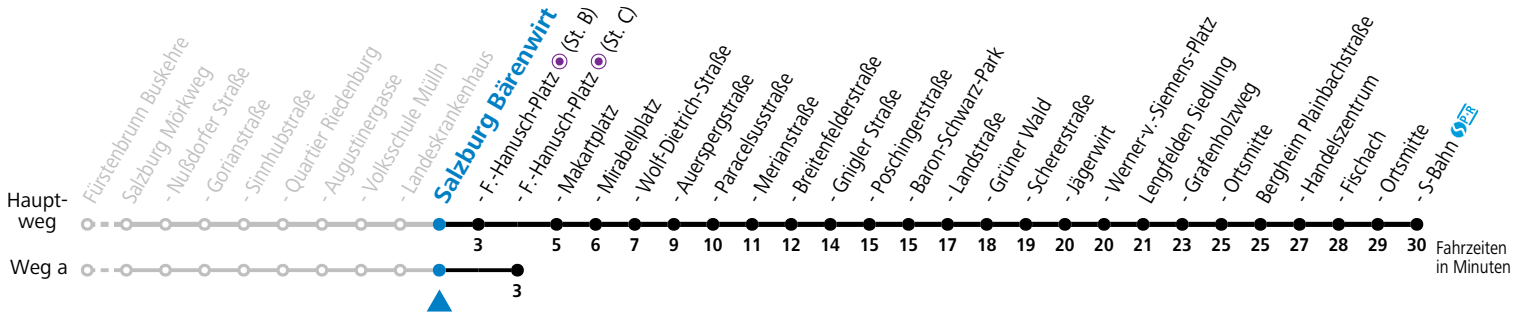 Fürstenbrunn Buskehre
Salzburg Mörkweg
- Nußdorfer Straße
- Gorianstraße
- Sinnhubstraße
- Quartier Riedenburg
- Augustinergasse
- Volksschule Mülln
- Landeskrankenhaus
Salzburg Bärenwirt
- F.-Hanusch-Platz (St. B)
- F.-Hanusch-Platz (St. C)
- Makartplatz
- Mirabellplatz
- Wolf-Dietrich-Straße
- Auerspergstraße
- Paracelsusstraße
- Merianstraße
- Breitenfelderstraße
- Gnigler Straße
- Poschingerstraße
- Baron-Schwarz-Park
- Landstraße
- Grüner Wald
- Schererstraße
- Jägerwirt
- Werner-v.-Siemens-Platz
Lengfelden Siedlung
- Grafenholzweg
- Ortsmitte
Bergheim Plainbachstraße
- Handelszentrum
- Fischach
- Ortsmitte
- S-Bahn S P+R
Haupt-
weg
3 5 6 7 9 10 11 12 14 15 15 17 18 19 20 20 21 23 25 25 27 28 29 30
Fahrzeiten
in Minuten
Weg a
3